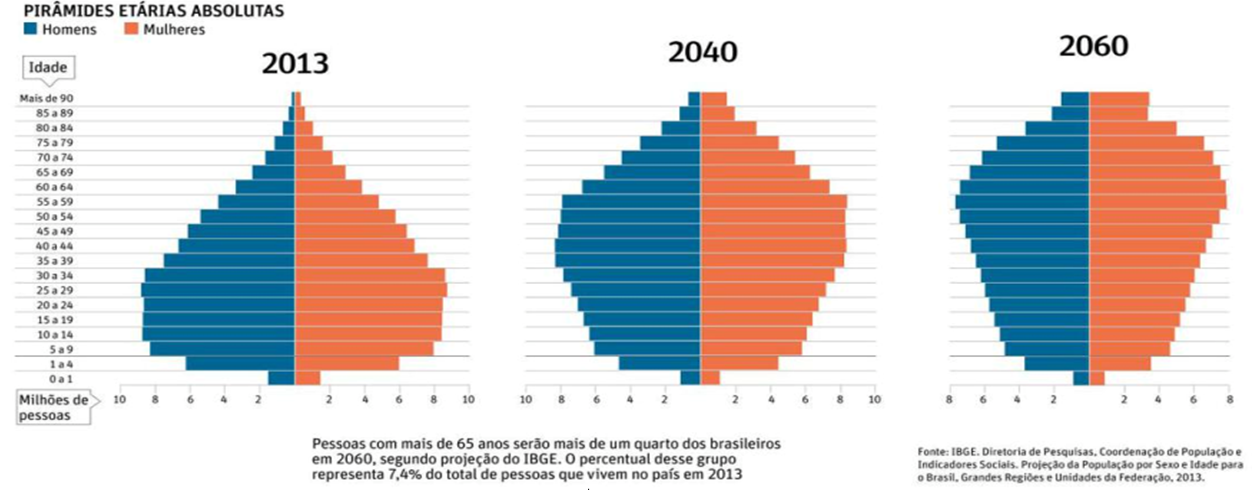 PIRÂMIDES ETÁRIAS ABSOLUTAS
Homens Mulheres
Idade
2013
2040
2060
Mais de 90
85 a 89
80 a 84
75 a 79
70 a 74
65 a 69
60 a 64
55 a 59
50 a 54
45 a 49
40 a 44
35 a 39
30 a 34
25 a 29
20 a 24
15 a 19
10 a 14
5 a 9
1 a 4
0 a 1
Milhões de
pessoas
10 8 6 4 2 2 4 6 8 10
10 8 6 4 2 2 4 6 8 10
8 6 4 2 2 4 6 8
Pessoas com mais de 65 anos serão mais de um quarto dos brasileiros
em 2060, segundo projeção do IBGE. O percentual desse grupo
representa 7,4% do total de pessoas que vivem no país em 2013
Fonte: IBGE. Diretoria de Pesquisas, Coordenação de População e
Indicadores Sociais. Projeção da População por Sexo e Idade para
o Brasil, Grandes Regiões e Unidades da Federação, 2013.